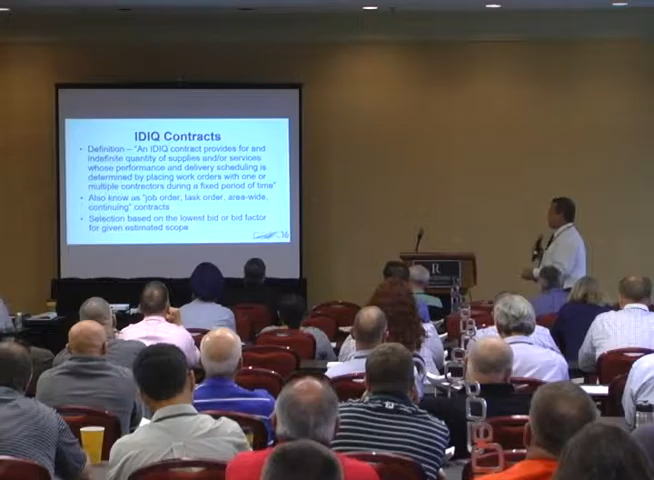 IDIQ Contracts
• Definition – "An IDIQ contract provides for and
indefinite quantity of supplies and/or services
whose performance and delivery scheduling is
determined by placing work orders with one or
multiple contractors during a fixed period of time"
• Also know as "job order, task order, area-wide,
continuing" contracts
• Selection based on the lowest bid or bid factor
for given estimated scope
R